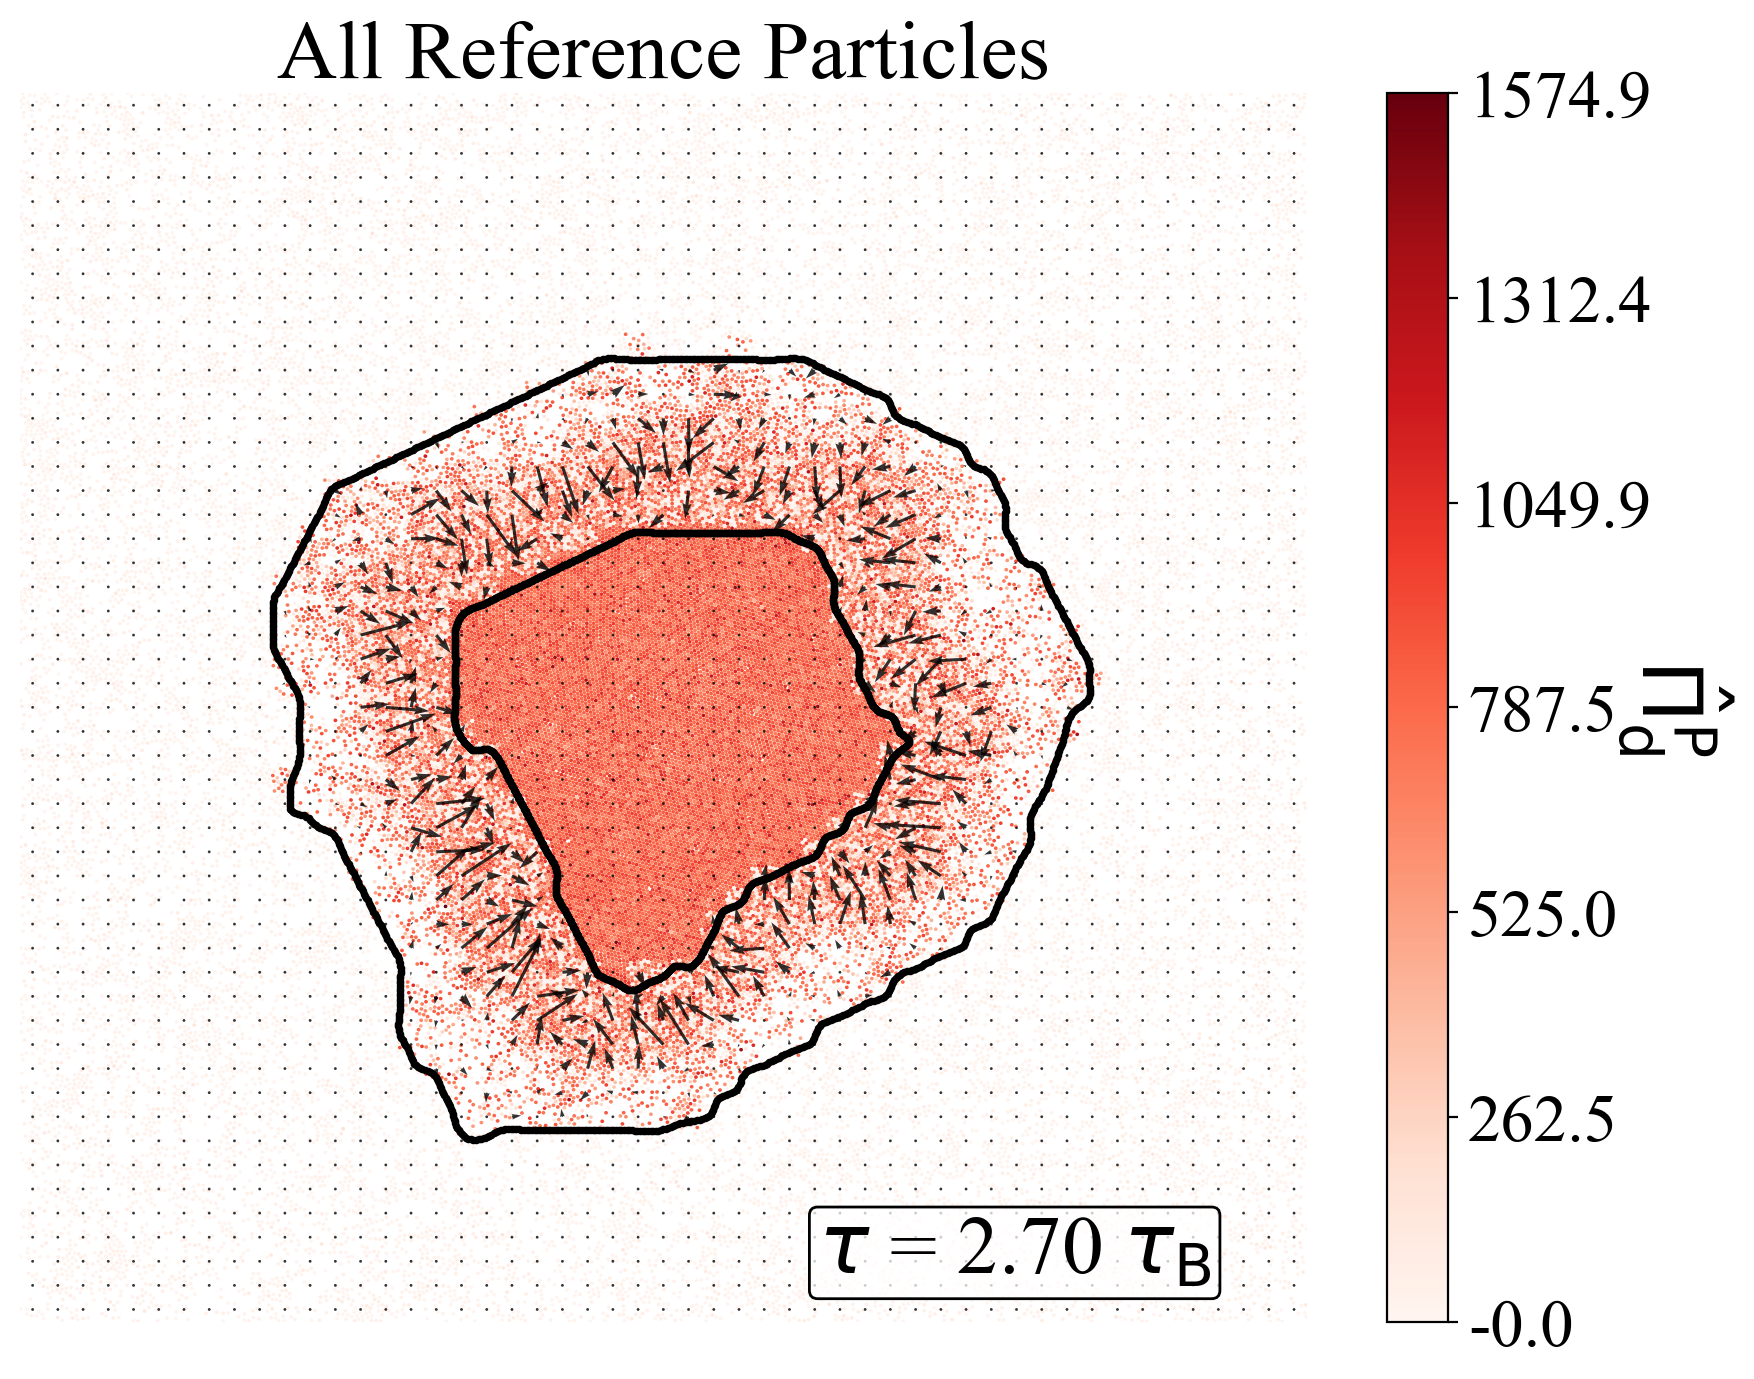 All Reference Particles
1574.9
1312.4
1049.9
787.5
525.0
262.5
-0.0
Π̂ᴾd
τ = 2.70 τB